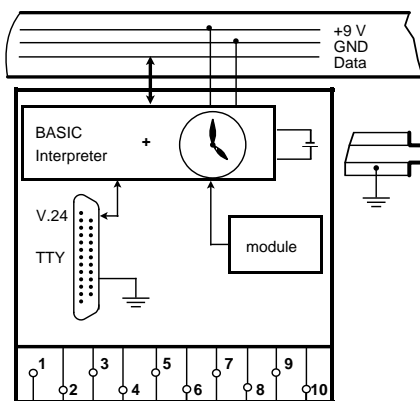 +9 V
GND
Data
BASIC
Interpreter
+
V.24
TTY
module
1 3 5 7 9
2 4 6 8 10